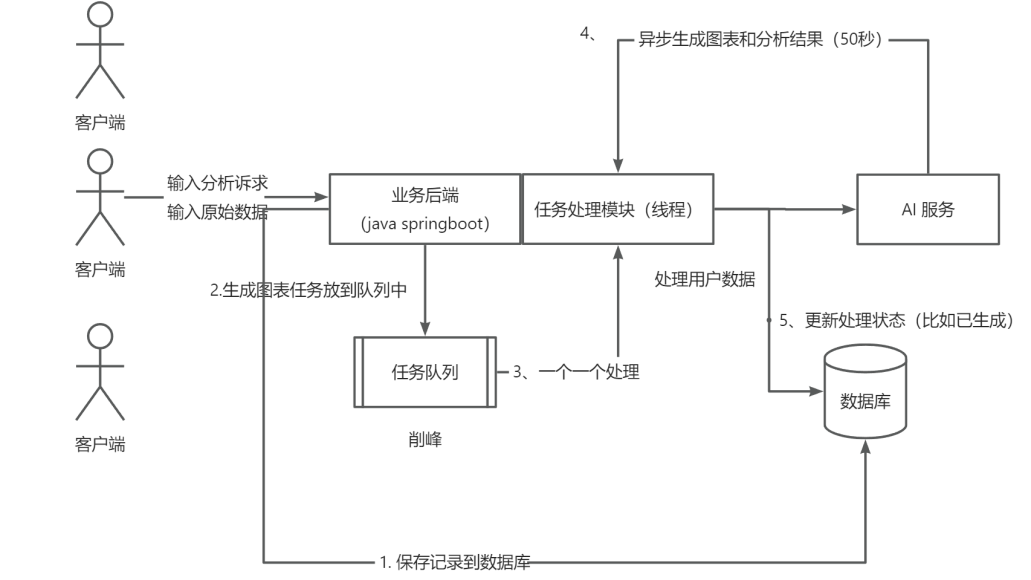 4、
异步生成图表和分析结果（50秒）
客户端
输入分析诉求
输入原始数据
业务后端
（java springboot）
任务处理模块（线程）
AI 服务
客户端
2.生成图表任务放到队列中
处理用户数据
5、更新处理状态（比如已生成）
任务队列
3、一个一个处理
数据库
客户端
削峰
1. 保存记录到数据库